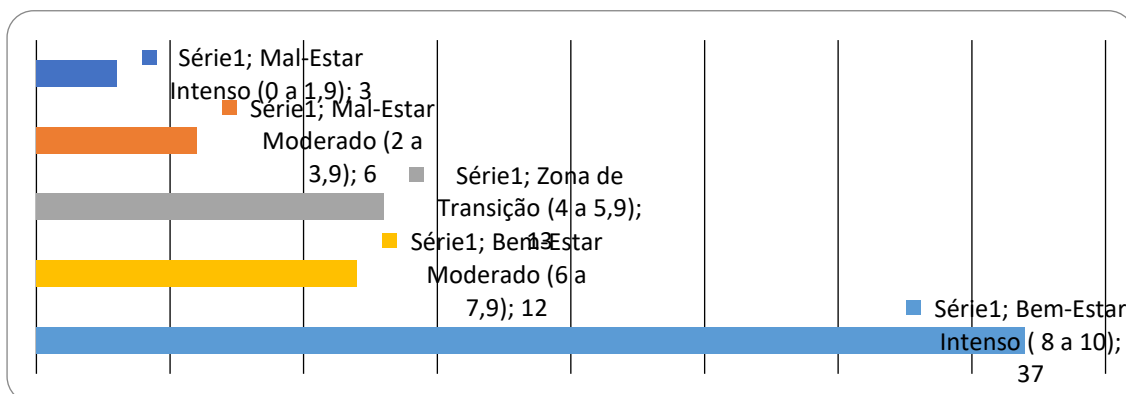 Série1; Mal-Estar
Intenso (0 a 1,9); 3
Série1; Mal-Estar
Moderado (2 a
3,9); 6
Série1; Zona de
Transição (4 a 5,9);
13
Série1; Bem-Estar
Moderado (6 a
7,9); 12
Série1; Bem-Estar
Intenso ( 8 a 10);
37